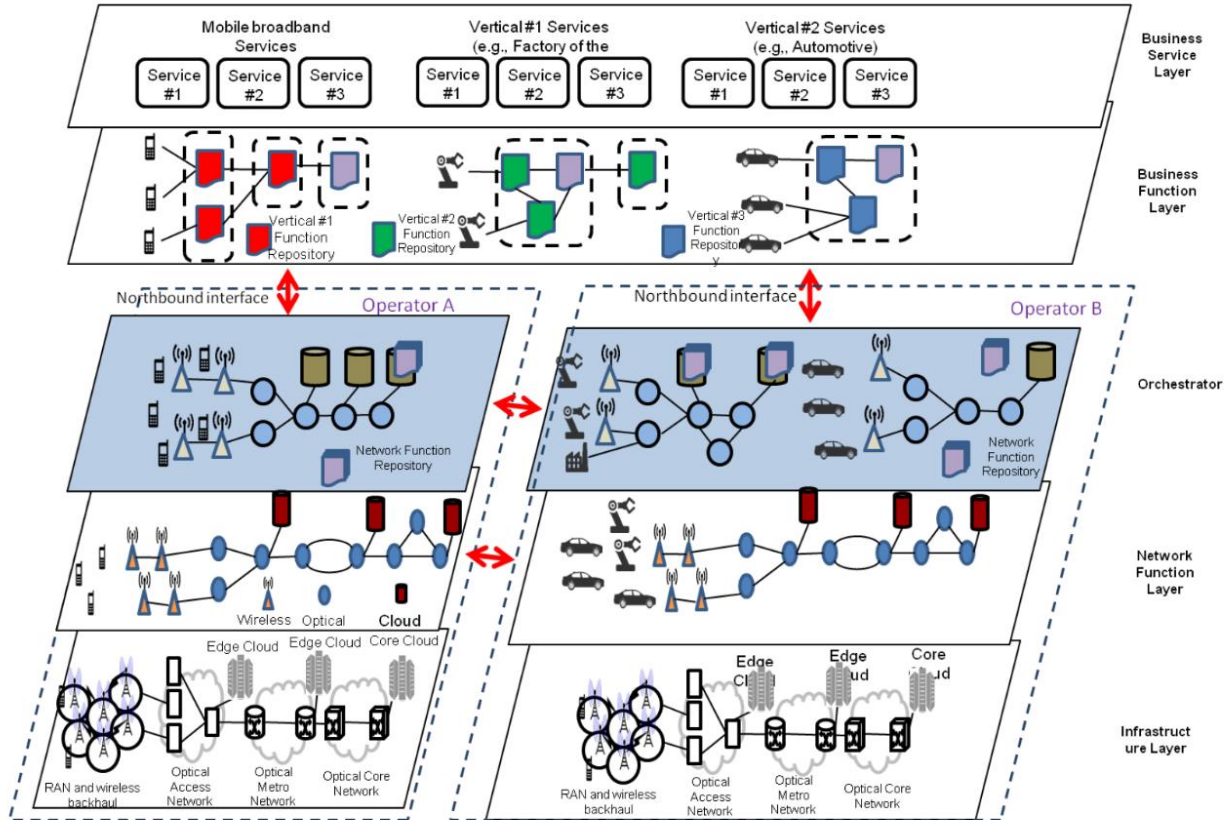 Mobile broadband
Services
Service
#1
Service
#2
Service
#3
Vertical #1 Services
(e.g., Factory of the
Service
#1
Service
#2
Service
#3
Vertical #2 Services
(e.g., Automotive)
Service
#1
Service
#2
Service
#3
Business
Service
Layer
Vertical #1
Function
Repository
Vertical #2
Function
Repository
Vertical #3
Function
Repositor
y
Business
Function
Layer
Northbound interface
Operator A
Northbound interface
Operator B
Network Function
Repository
Network
Function
Repository
Orchestrator
Wireless
Optical
Cloud
Network
Function
Layer
Edge Cloud
Edge Cloud
Core Cloud
RAN and wireless
backhaul
Optical
Access
Network
Optical
Metro
Network
Optical Core
Network
Edge
Cloud
Edge
Cloud
Core
Cloud
RAN and wireless
backhaul
Optical
Access
Network
Optical
Metro
Network
Optical Core
Network
Infrastruct
ure Layer